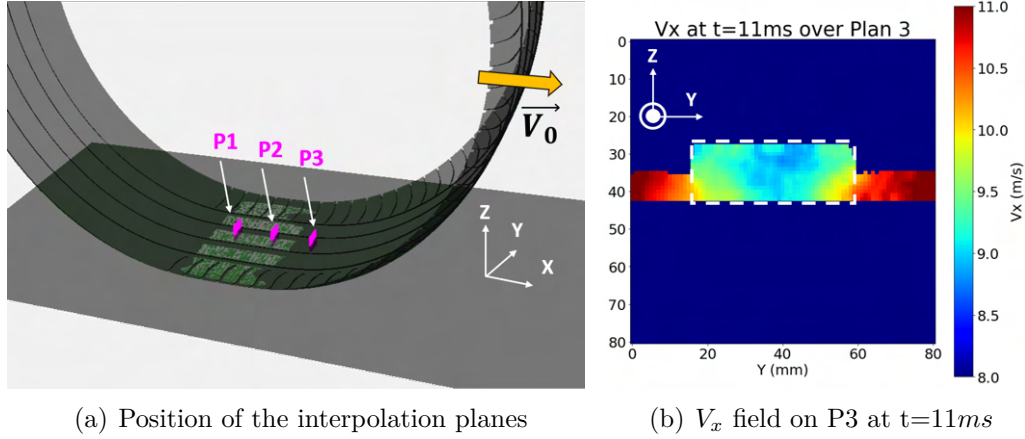 P1
P2
P3
V₀
Z
Y
X
(a) Position of the interpolation planes
Vx at t=11ms over Plan 3
0
10
20
30
40
50
60
70
80
Z
Y
0 20 40 60 80
Y (mm)
11.0
10.5
10.0
9.5
9.0
8.5
8.0
Vx (m/s)
(b) Vₓ field on P3 at t=11ms